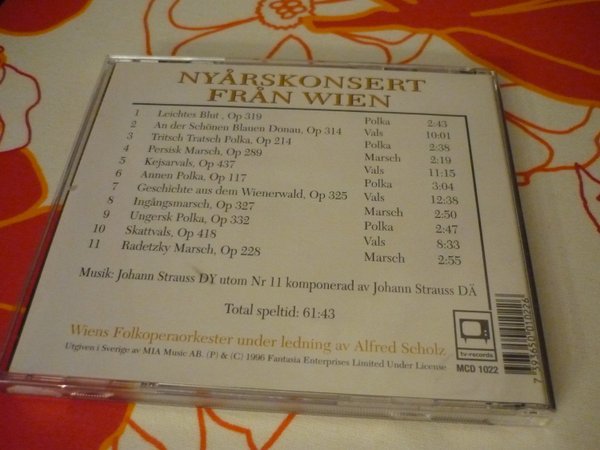 NYÅRSKONSERT
FRÅN WIEN
1 Leichtes Blut , Op 319 Polka 2:43
2 An der Schönen Blauen Donau, Op 314 Vals 10:01
3 Tritsch Tratsch Polka, Op 214 Polka 2:38
4 Persisk Marsch, Op 289 Marsch 2:19
5 Kejsarvals, Op 437 Vals 11:15
6 Annen Polka, Op 117 Polka 3:04
7 Geschichte aus dem Wienerwald, Op 325 Vals 12:38
8 Ingångsmarsch, Op 327 Marsch 2:50
9 Ungersk Polka, Op 332 Polka 2:47
10 Skattvals, Op 418 Vals 8:33
11 Radetzky Marsch, Op 228 Marsch 2:55
Musik: Johann Strauss DY utom Nr 11 komponerad av Johann Strauss DÄ
Total speltid: 61:43
Wiens Folkoperaorkester under ledning av Alfred Scholz
Utgiven i Sverige av MIA Music AB. (P) & (C) 1996 Fantasia Enterprises Limited Under License
tv-records
MCD 1022